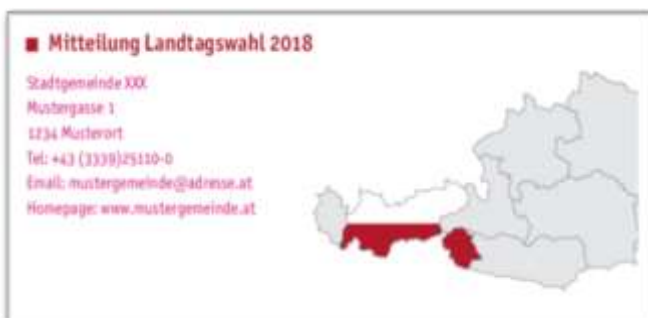 Mitteilung Landtagswahl 2018
Stadtgemeinde XXX
Mustergasse 1
1234 Musterort
Tel: +43 (3339)25110-0
Email: mustergemeinde@adresse.at
Homepage: www.mustergemeinde.at